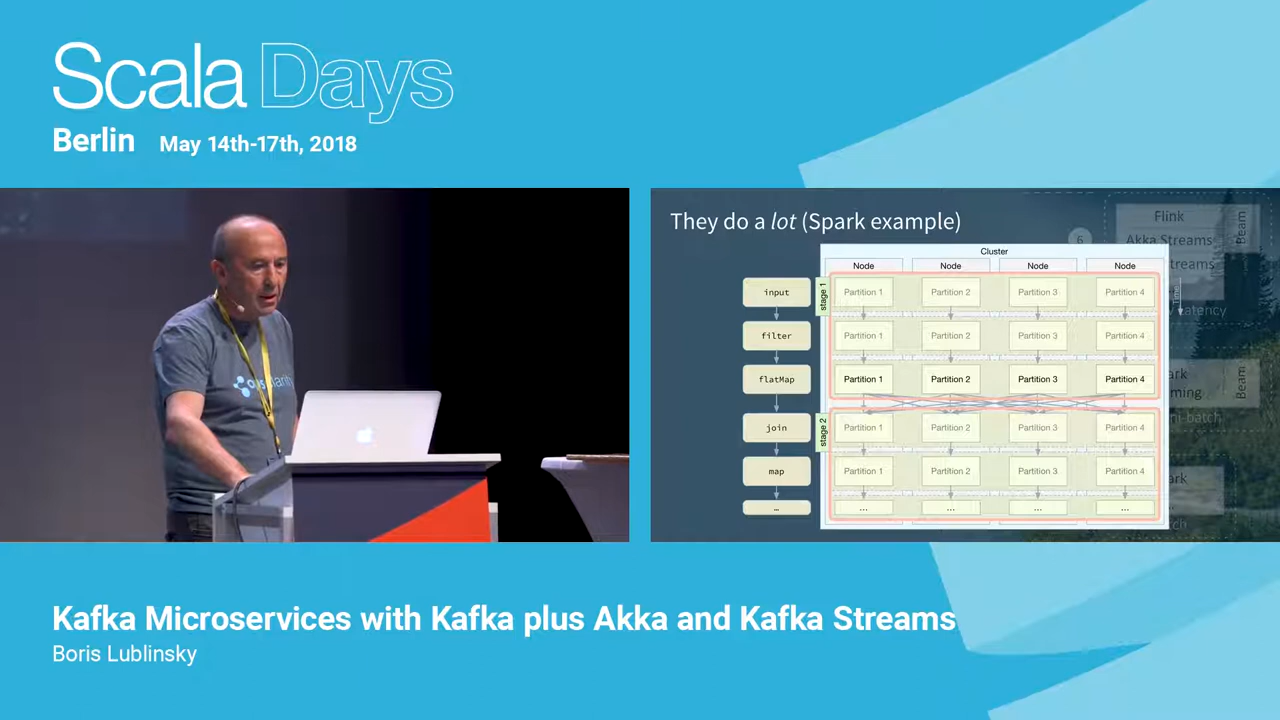 Scala Days
Berlin May 14th-17th, 2018
They do a lot (Spark example)
Flink
Beam
6
Akka Streams
Cluster
Node Node Node Node
stage 1
input Partition 1 Partition 2 Partition 3 Partition 4
filter Partition 1 Partition 2 Partition 3 Partition 4
flatMap Partition 1 Partition 2 Partition 3 Partition 4
Beam
stage 2
join Partition 1 Partition 2 Partition 3 Partition 4
map Partition 1 Partition 2 Partition 3 Partition 4
... ... ... ... ...
Kafka Microservices with Kafka plus Akka and Kafka Streams
Boris Lublinsky